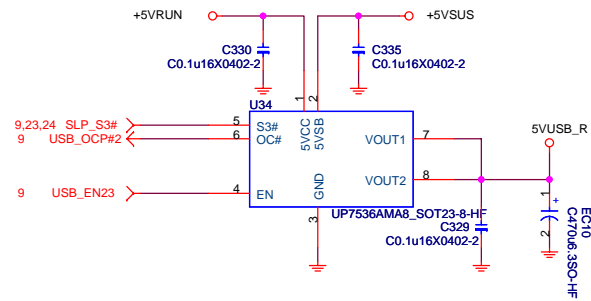 +5VRUN
+5VSUS
C330
C0.1u16X0402-2
C335
C0.1u16X0402-2
U34
1
2
5VCC
5VSB
9,23,24 SLP_S3#
5
S3#
9 USB_OCP#2
6
OC#
VOUT1
7
5VUSB_R
9 USB_EN23
4
EN
GND
VOUT2
8
3
UP7536AMA8_SOT23-8-HF
C329
C0.1u16X0402-2
1
+
2
EC10
C470u6.3SO-HF